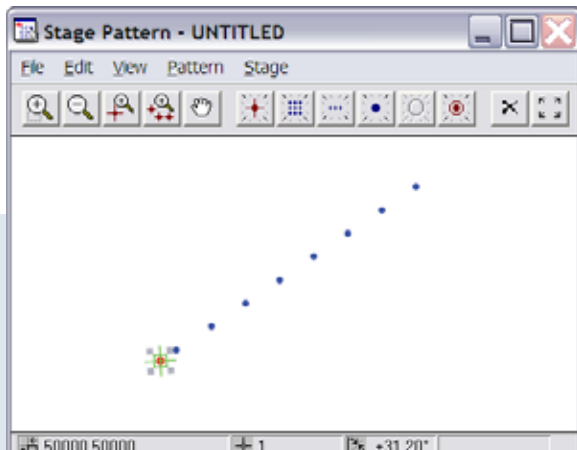 Stage Pattern - UNTITLED
File Edit View Pattern Stage
50000,50000 1 +31.20°